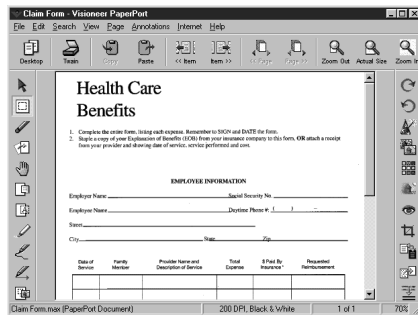 Claim Form - Visioneer PaperPort
File Edit Search View Page Annotations Internet Help
Desktop Twain Copy Paste << Item Item >> << Page Page >> Zoom Out Actual Size Zoom In
Health Care
Benefits
1. Complete the entire form, listing each expense. Remember to SIGN and DATE the form.
2. Staple a copy of your Explanation of Benefits (EOB) from your insurance company to this form, OR attach a receipt
from your provider and showing date of service, service performed and cost.
EMPLOYEE INFORMATION
Employer Name Social Security No.
Employee Name Daytime Phone #: ( )
Street
City State Zip
Date of Service Family Member Provider Name and Description of Service Total Expense $ Paid By Insurance * Requested Reimbursement
Claim Form.max (PaperPort Document) 200 DPI, Black & White 1 of 1 70%